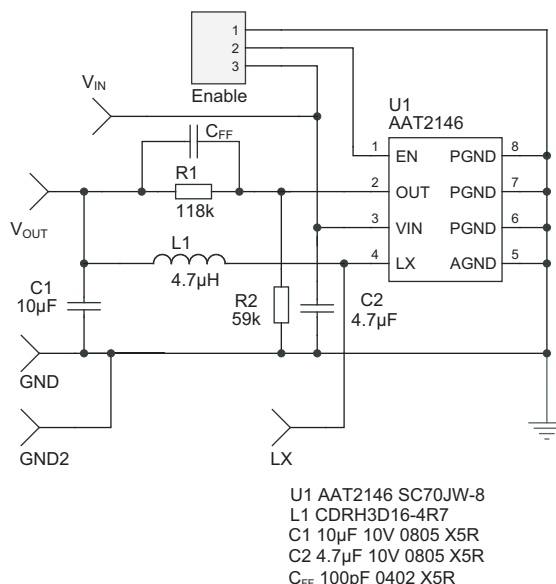 1
2
3
Enable
V_IN
U1
AAT2146
C_FF
R1
118k
V_OUT
1
EN
PGND
8
2
OUT
PGND
7
3
VIN
PGND
6
4
LX
AGND
5
L1
4.7µH
C1
10µF
R2
59k
C2
4.7µF
GND
GND2
LX
U1 AAT2146 SC70JW-8
L1 CDRH3D16-4R7
C1 10µF 10V 0805 X5R
C2 4.7µF 10V 0805 X5R
C_FF 100pF 0402 X5R